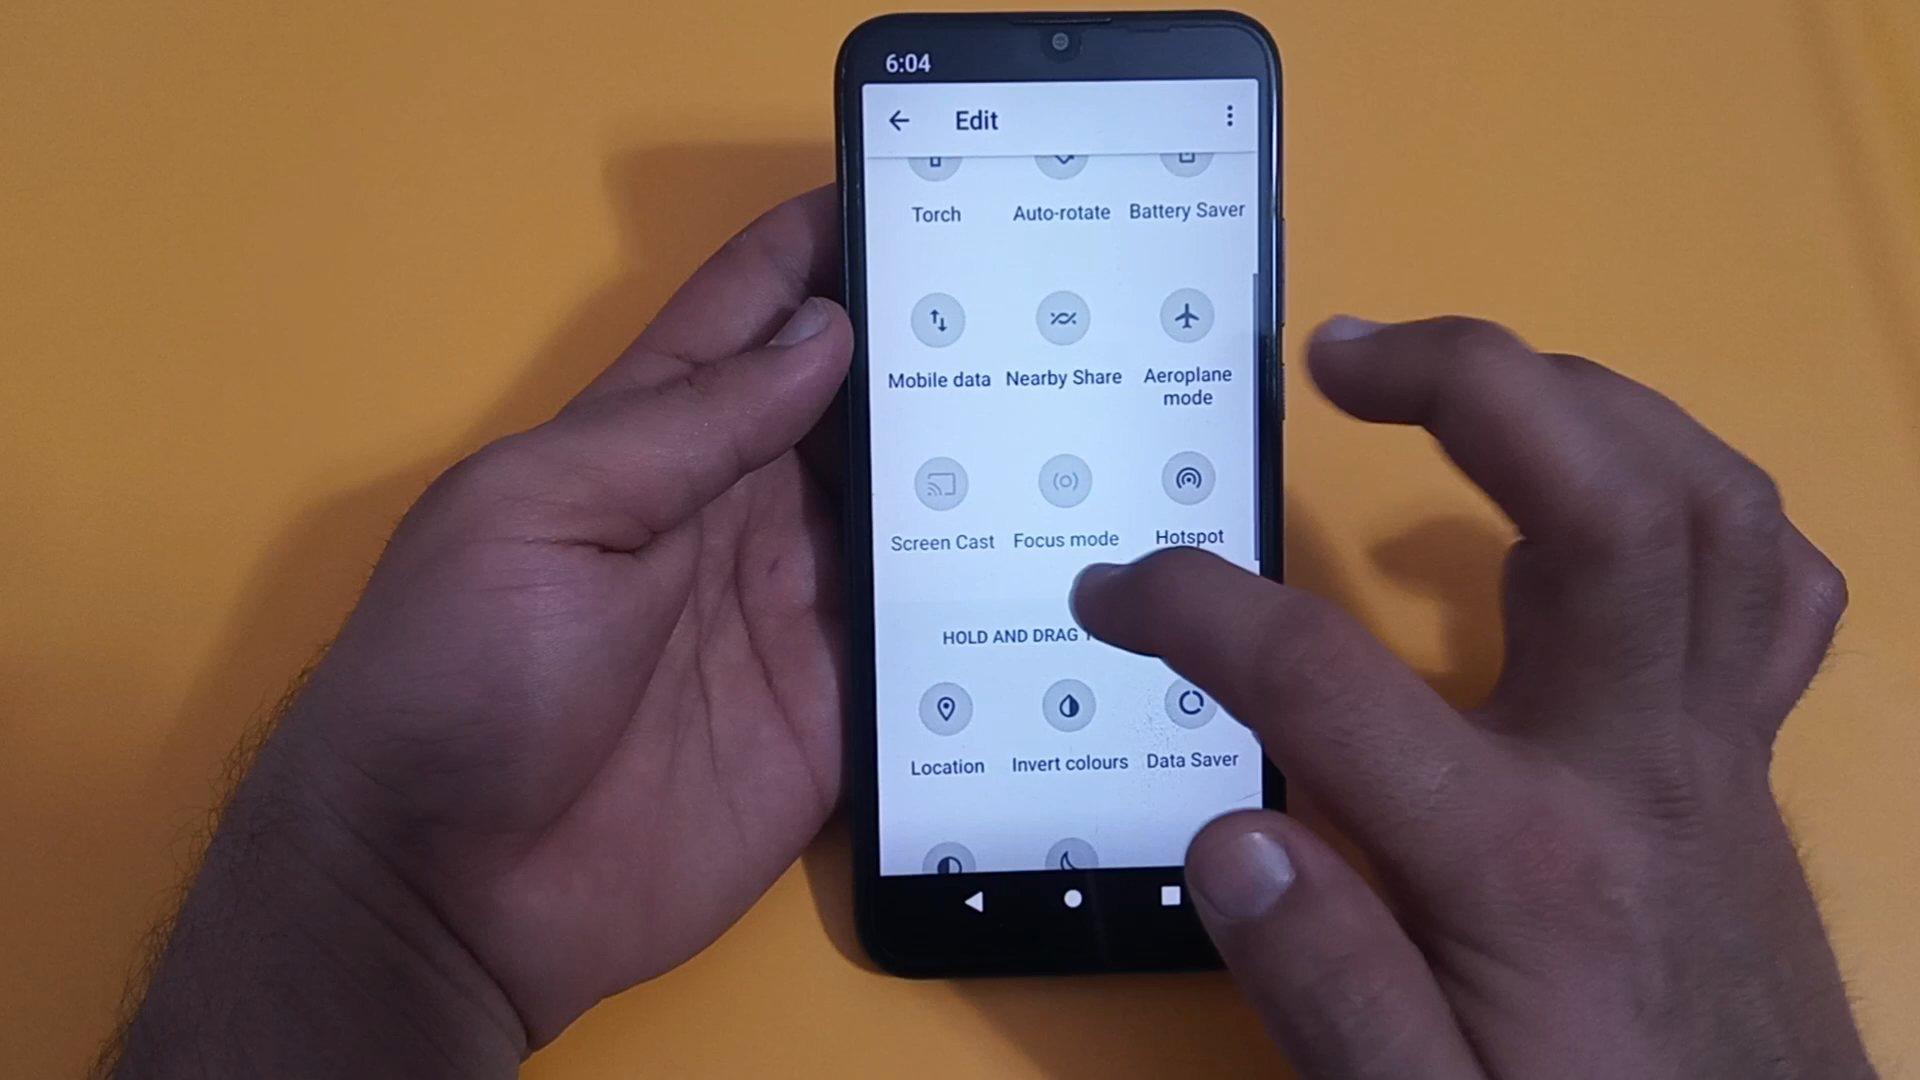 6:04
Edit
Torch Auto-rotate Battery Saver
Mobile data Nearby Share Aeroplane mode
Screen Cast Focus mode Hotspot
HOLD AND DRAG
Location Invert colours Data Saver